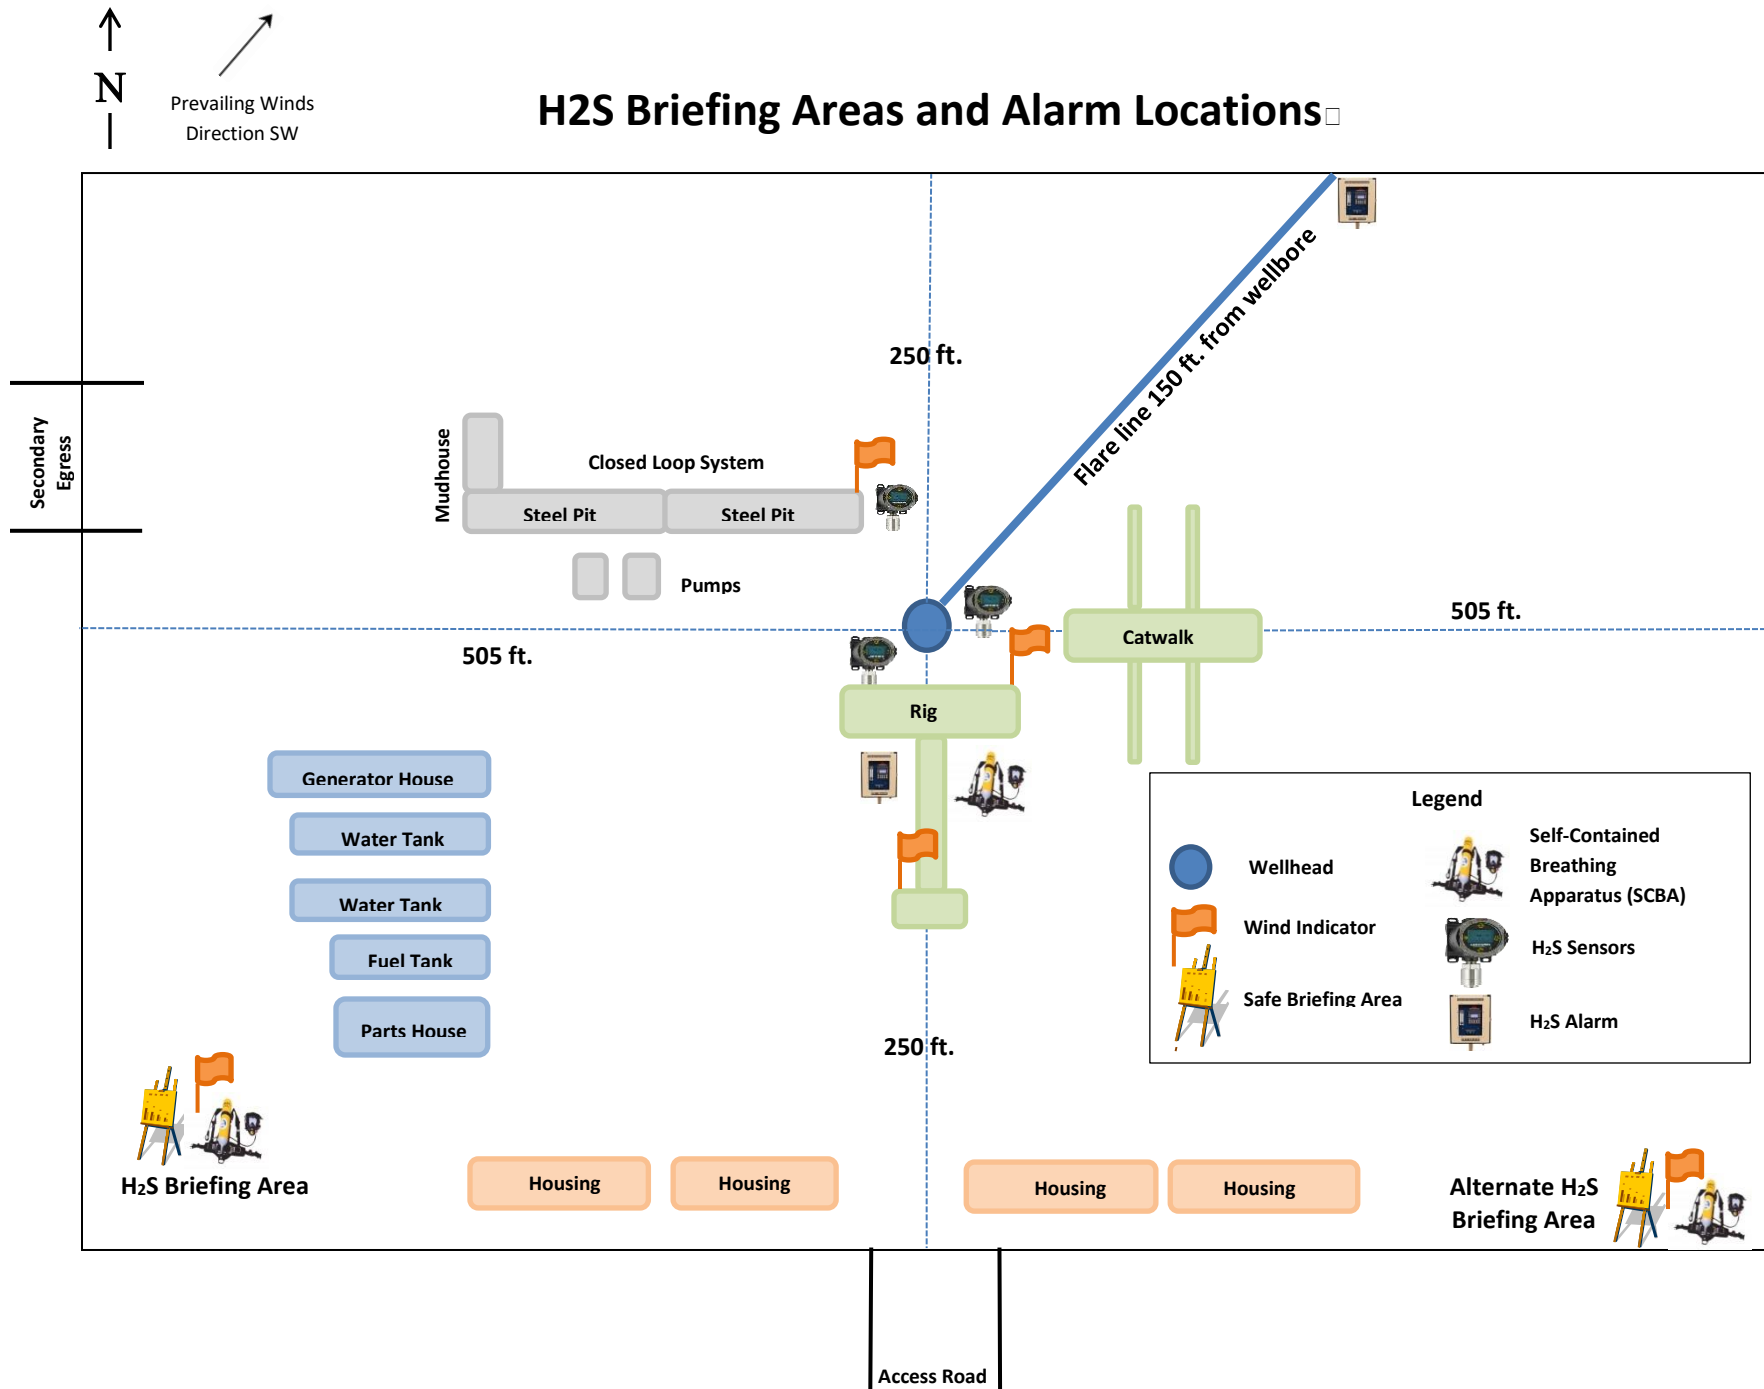 N
Prevailing Winds
Direction SW
H2S Briefing Areas and Alarm Locations□
Flare line 150 ft. from wellbore
250 ft.
Secondary
Egress
Mudhouse
Closed Loop System
Steel Pit
Steel Pit
Pumps
505 ft.
505 ft.
Catwalk
Rig
Generator House
Water Tank
Water Tank
Fuel Tank
Parts House
250 ft.
Legend
Wellhead
Wind Indicator
Safe Briefing Area
Self-Contained
Breathing
Apparatus (SCBA)
H2S Sensors
H2S Alarm
H2S Briefing Area
Housing
Housing
Housing
Housing
Alternate H2S
Briefing Area
Access Road